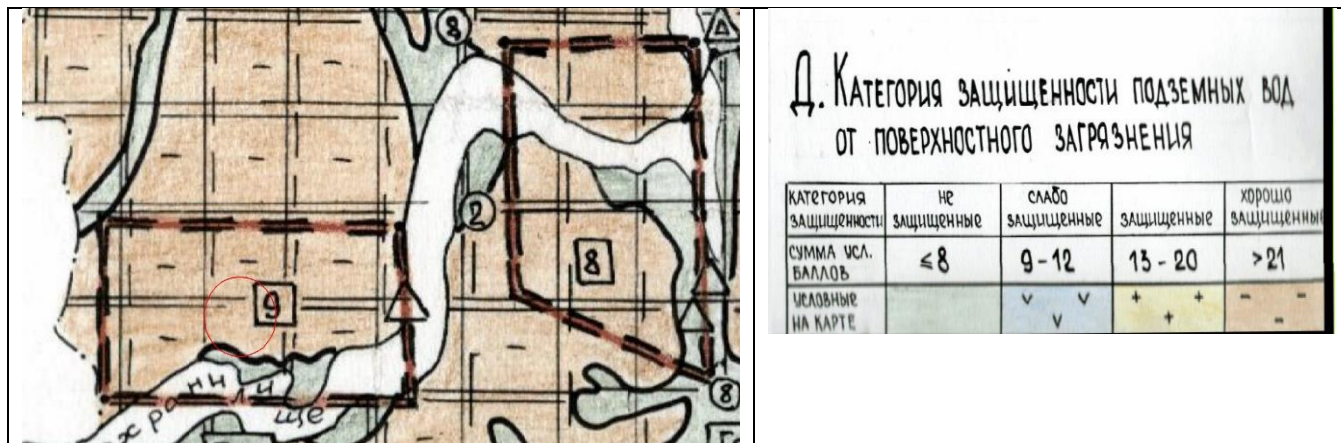 8
2
8
9
8
хранилище
Д. Категория защищенности подземных вод
от поверхностного загрязнения
категория защищенности
не защищенные
слабо защищенные
защищенные
хорошо защищенные
сумма усл. баллов
≤8
9-12
13-20
>21
условные на карте
v v
v
+ +
+
- -
-